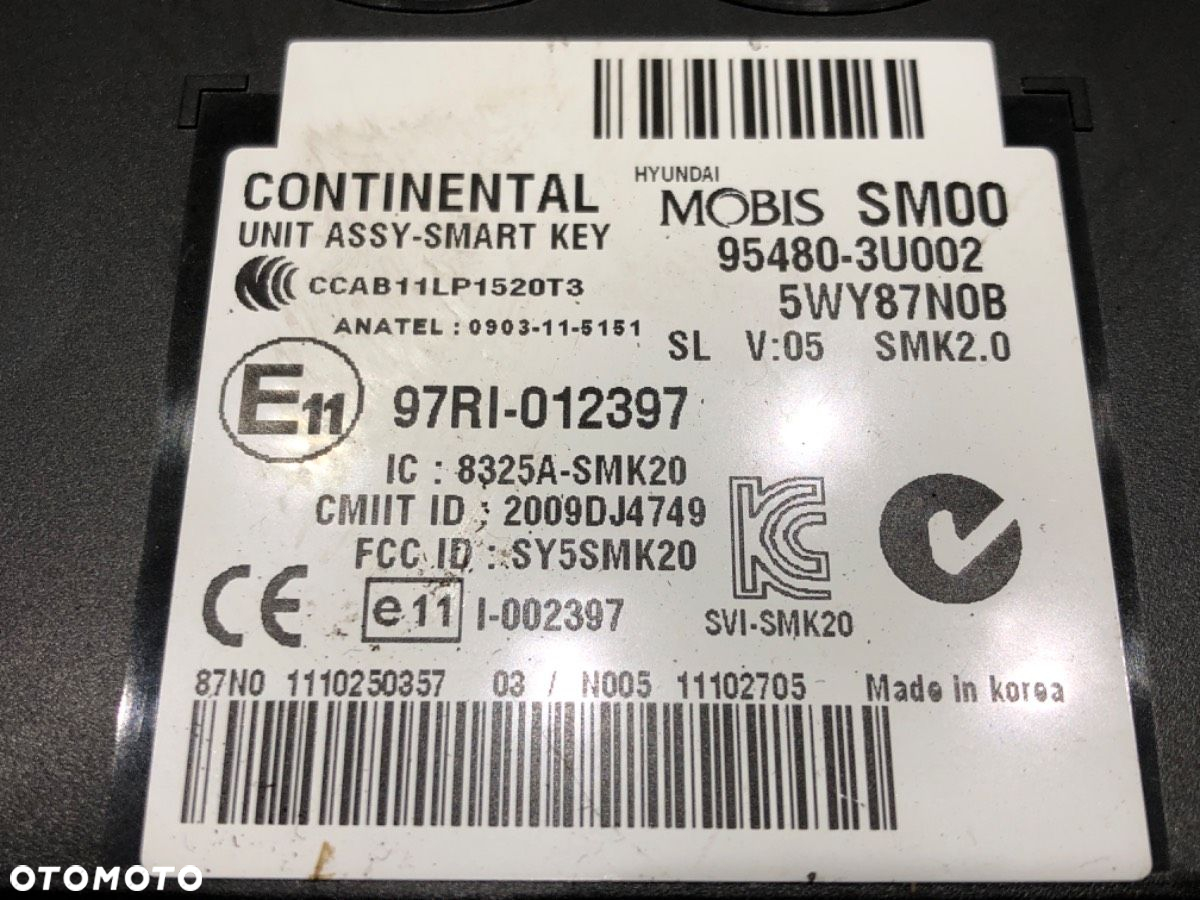 HYUNDAI
CONTINENTAL MOBIS SM00
UNIT ASSY-SMART KEY 95480-3U002
CCAB11LP1520T3 5WY87N0B
ANATEL : 0903-11-5151 SL V:05 SMK2.0
E11 97RI-012397
IC : 8325A-SMK20
CMIIT ID : 2009DJ4749
FCC ID : SY5SMK20
CE e11 I-002397 SVI-SMK20
87N0 1110250357 03 / N005 11102705 Made in korea
OTOMOTO